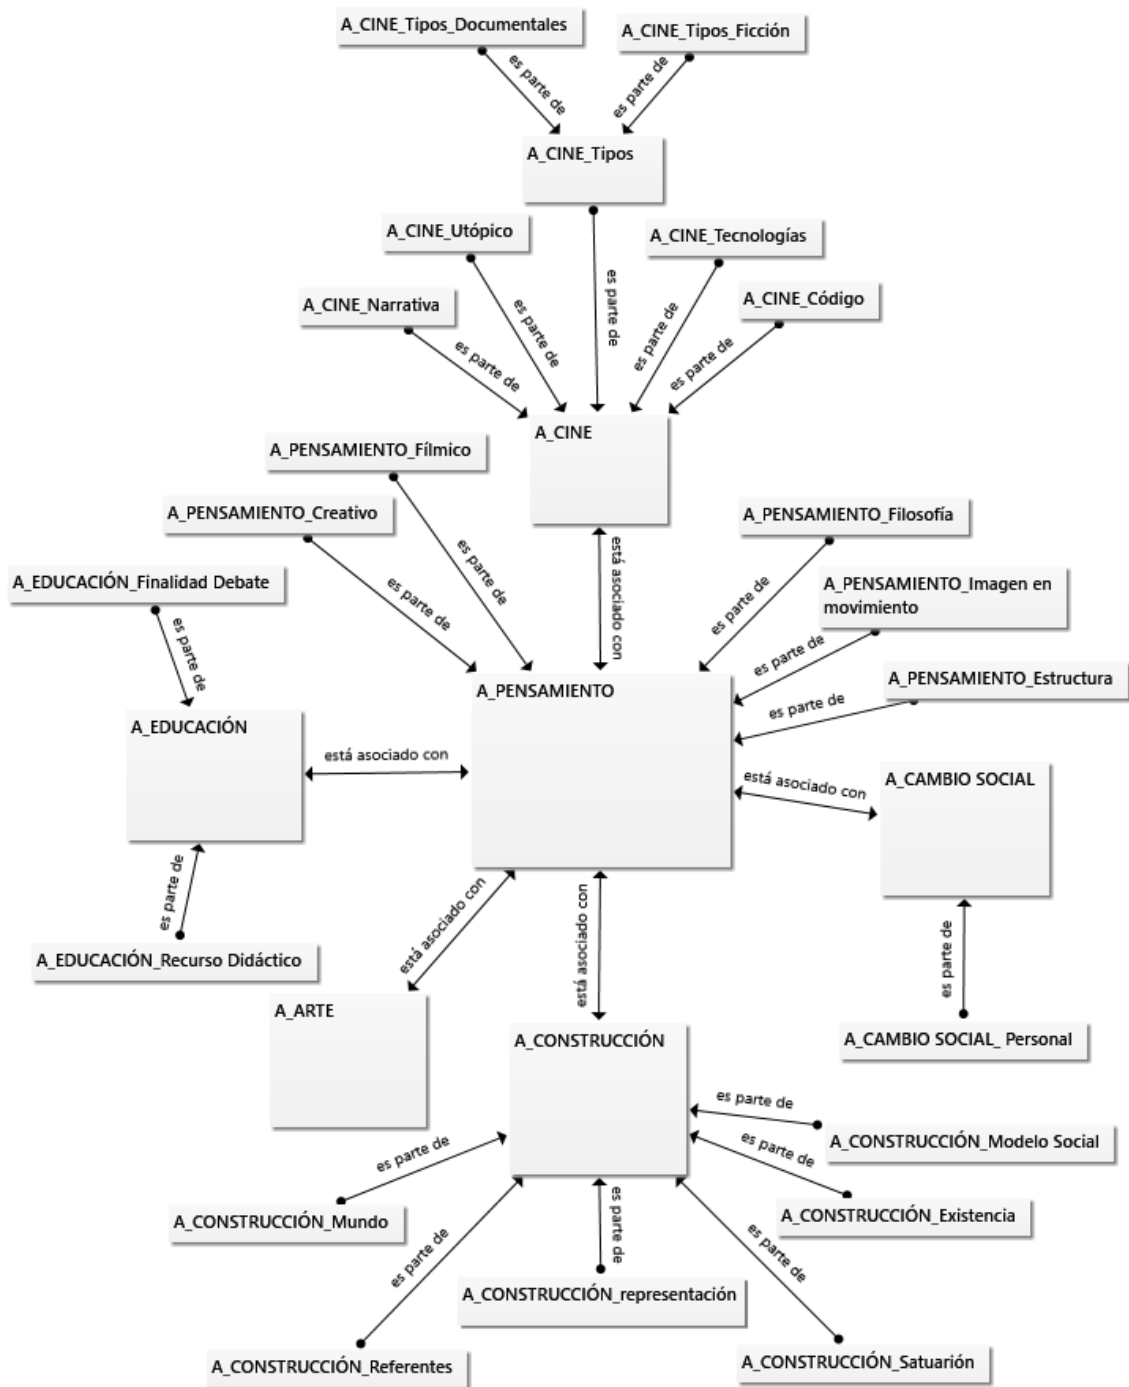 A_CINE_Tipos_Documentales
A_CINE_Tipos_Ficción
es parte de
es parte de
A_CINE_Tipos
A_CINE_Utópico
A_CINE_Tecnologías
es parte de
A_CINE_Narrativa
A_CINE_Código
es parte de
es parte de
es parte de
es parte de
A_CINE
A_PENSAMIENTO_Fílmico
A_PENSAMIENTO_Creativo
A_PENSAMIENTO_Filosofía
está asociado con
es parte de
es parte de
es parte de
A_EDUCACIÓN_Finalidad Debate
A_PENSAMIENTO_Imagen en
movimiento
es parte de
es parte de
A_PENSAMIENTO_Estructura
es parte de
A_PENSAMIENTO
A_EDUCACIÓN
está asociado con
está asociado con
A_CAMBIO SOCIAL
es parte de
A_EDUCACIÓN_Recurso Didáctico
está asociado con
está asociado con
es parte de
A_ARTE
A_CONSTRUCCIÓN
A_CAMBIO SOCIAL_ Personal
es parte de
A_CONSTRUCCIÓN_Modelo Social
es parte de
es parte de
A_CONSTRUCCIÓN_Mundo
A_CONSTRUCCIÓN_Existencia
es parte de
es parte de
es parte de
A_CONSTRUCCIÓN_representación
A_CONSTRUCCIÓN_Referentes
A_CONSTRUCCIÓN_Satuarión